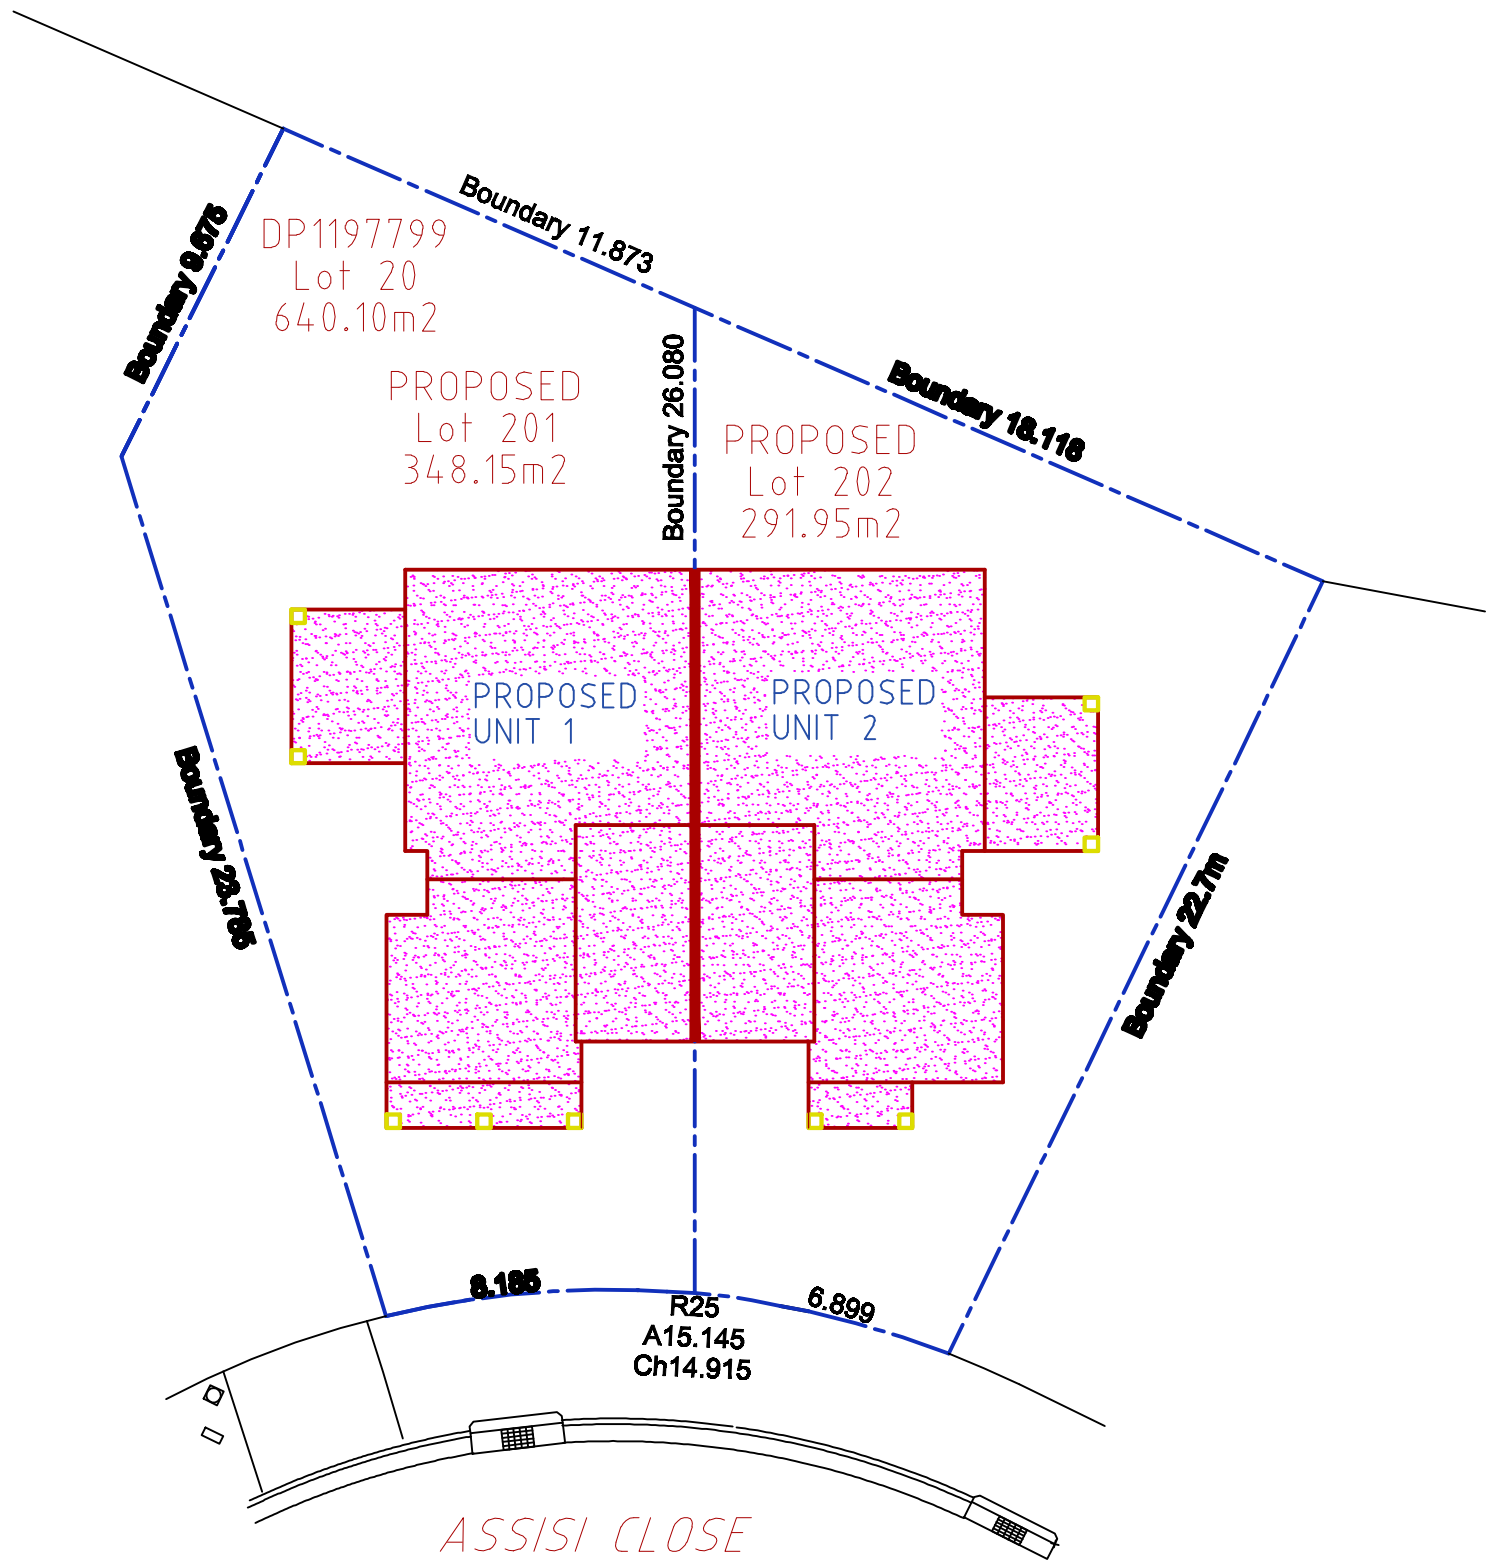 Boundary 11.873
Boundary 9.675
DP1197799
Lot 20
640.10m2
Boundary 26.080
Boundary 18.118
PROPOSED
Lot 201
348.15m2
PROPOSED
Lot 202
291.95m2
PROPOSED
UNIT 1
PROPOSED
UNIT 2
Boundary 23.785
Boundary 22.7m
8.185
6.899
R25
A15.145
Ch14.915
ASSISI CLOSE